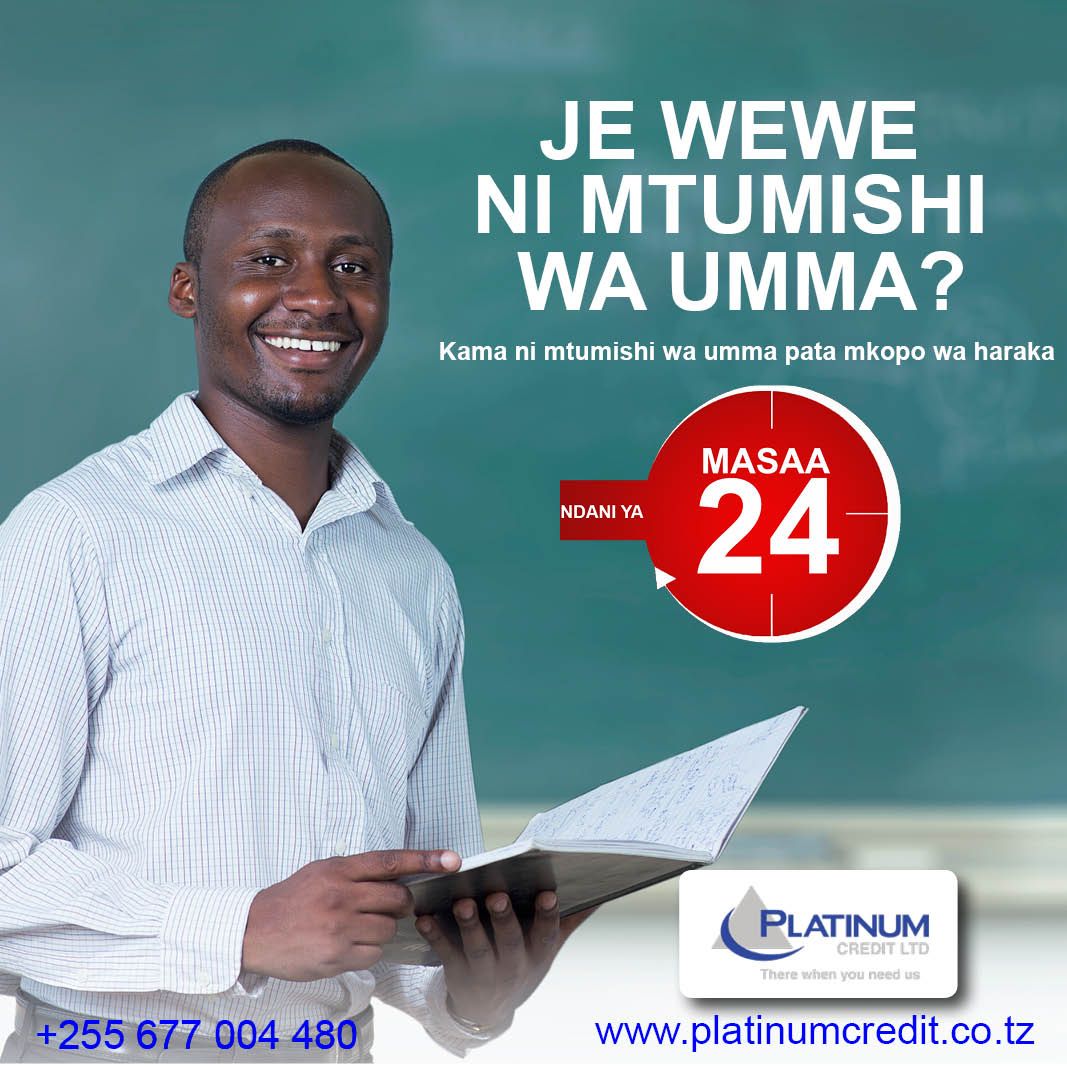 JE WEWE
NI MTUMISHI
WA UMMA?
Kama ni mtumishi wa umma pata mkopo wa haraka
NDANI YA
MASAA
24
PLATINUM
CREDIT LTD
There when you need us
+255 677 004 480
www.platinumcredit.co.tz